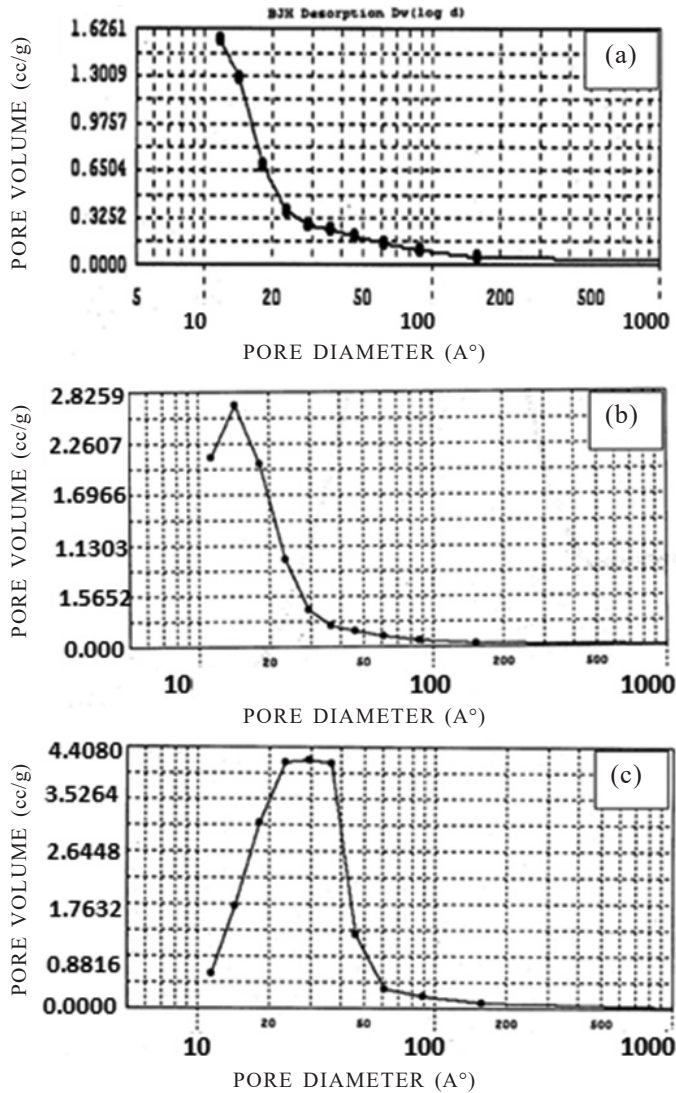 BJH Desorption Dv(log d)
(a)
PORE VOLUME (cc/g)
1.6261
1.3009
0.9757
0.6504
0.3252
0.0000
5 20 50 200 500
10 100 1000
PORE DIAMETER (A°)
(b)
PORE VOLUME (cc/g)
2.8259
2.2607
1.6966
1.1303
1.5652
0.000
20 50 200 500
10 100 1000
PORE DIAMETER (A°)
(c)
PORE VOLUME (cc/g)
4.4080
3.5264
2.6448
1.7632
0.8816
0.0000
20 50 200 500
10 100 1000
PORE DIAMETER (A°)